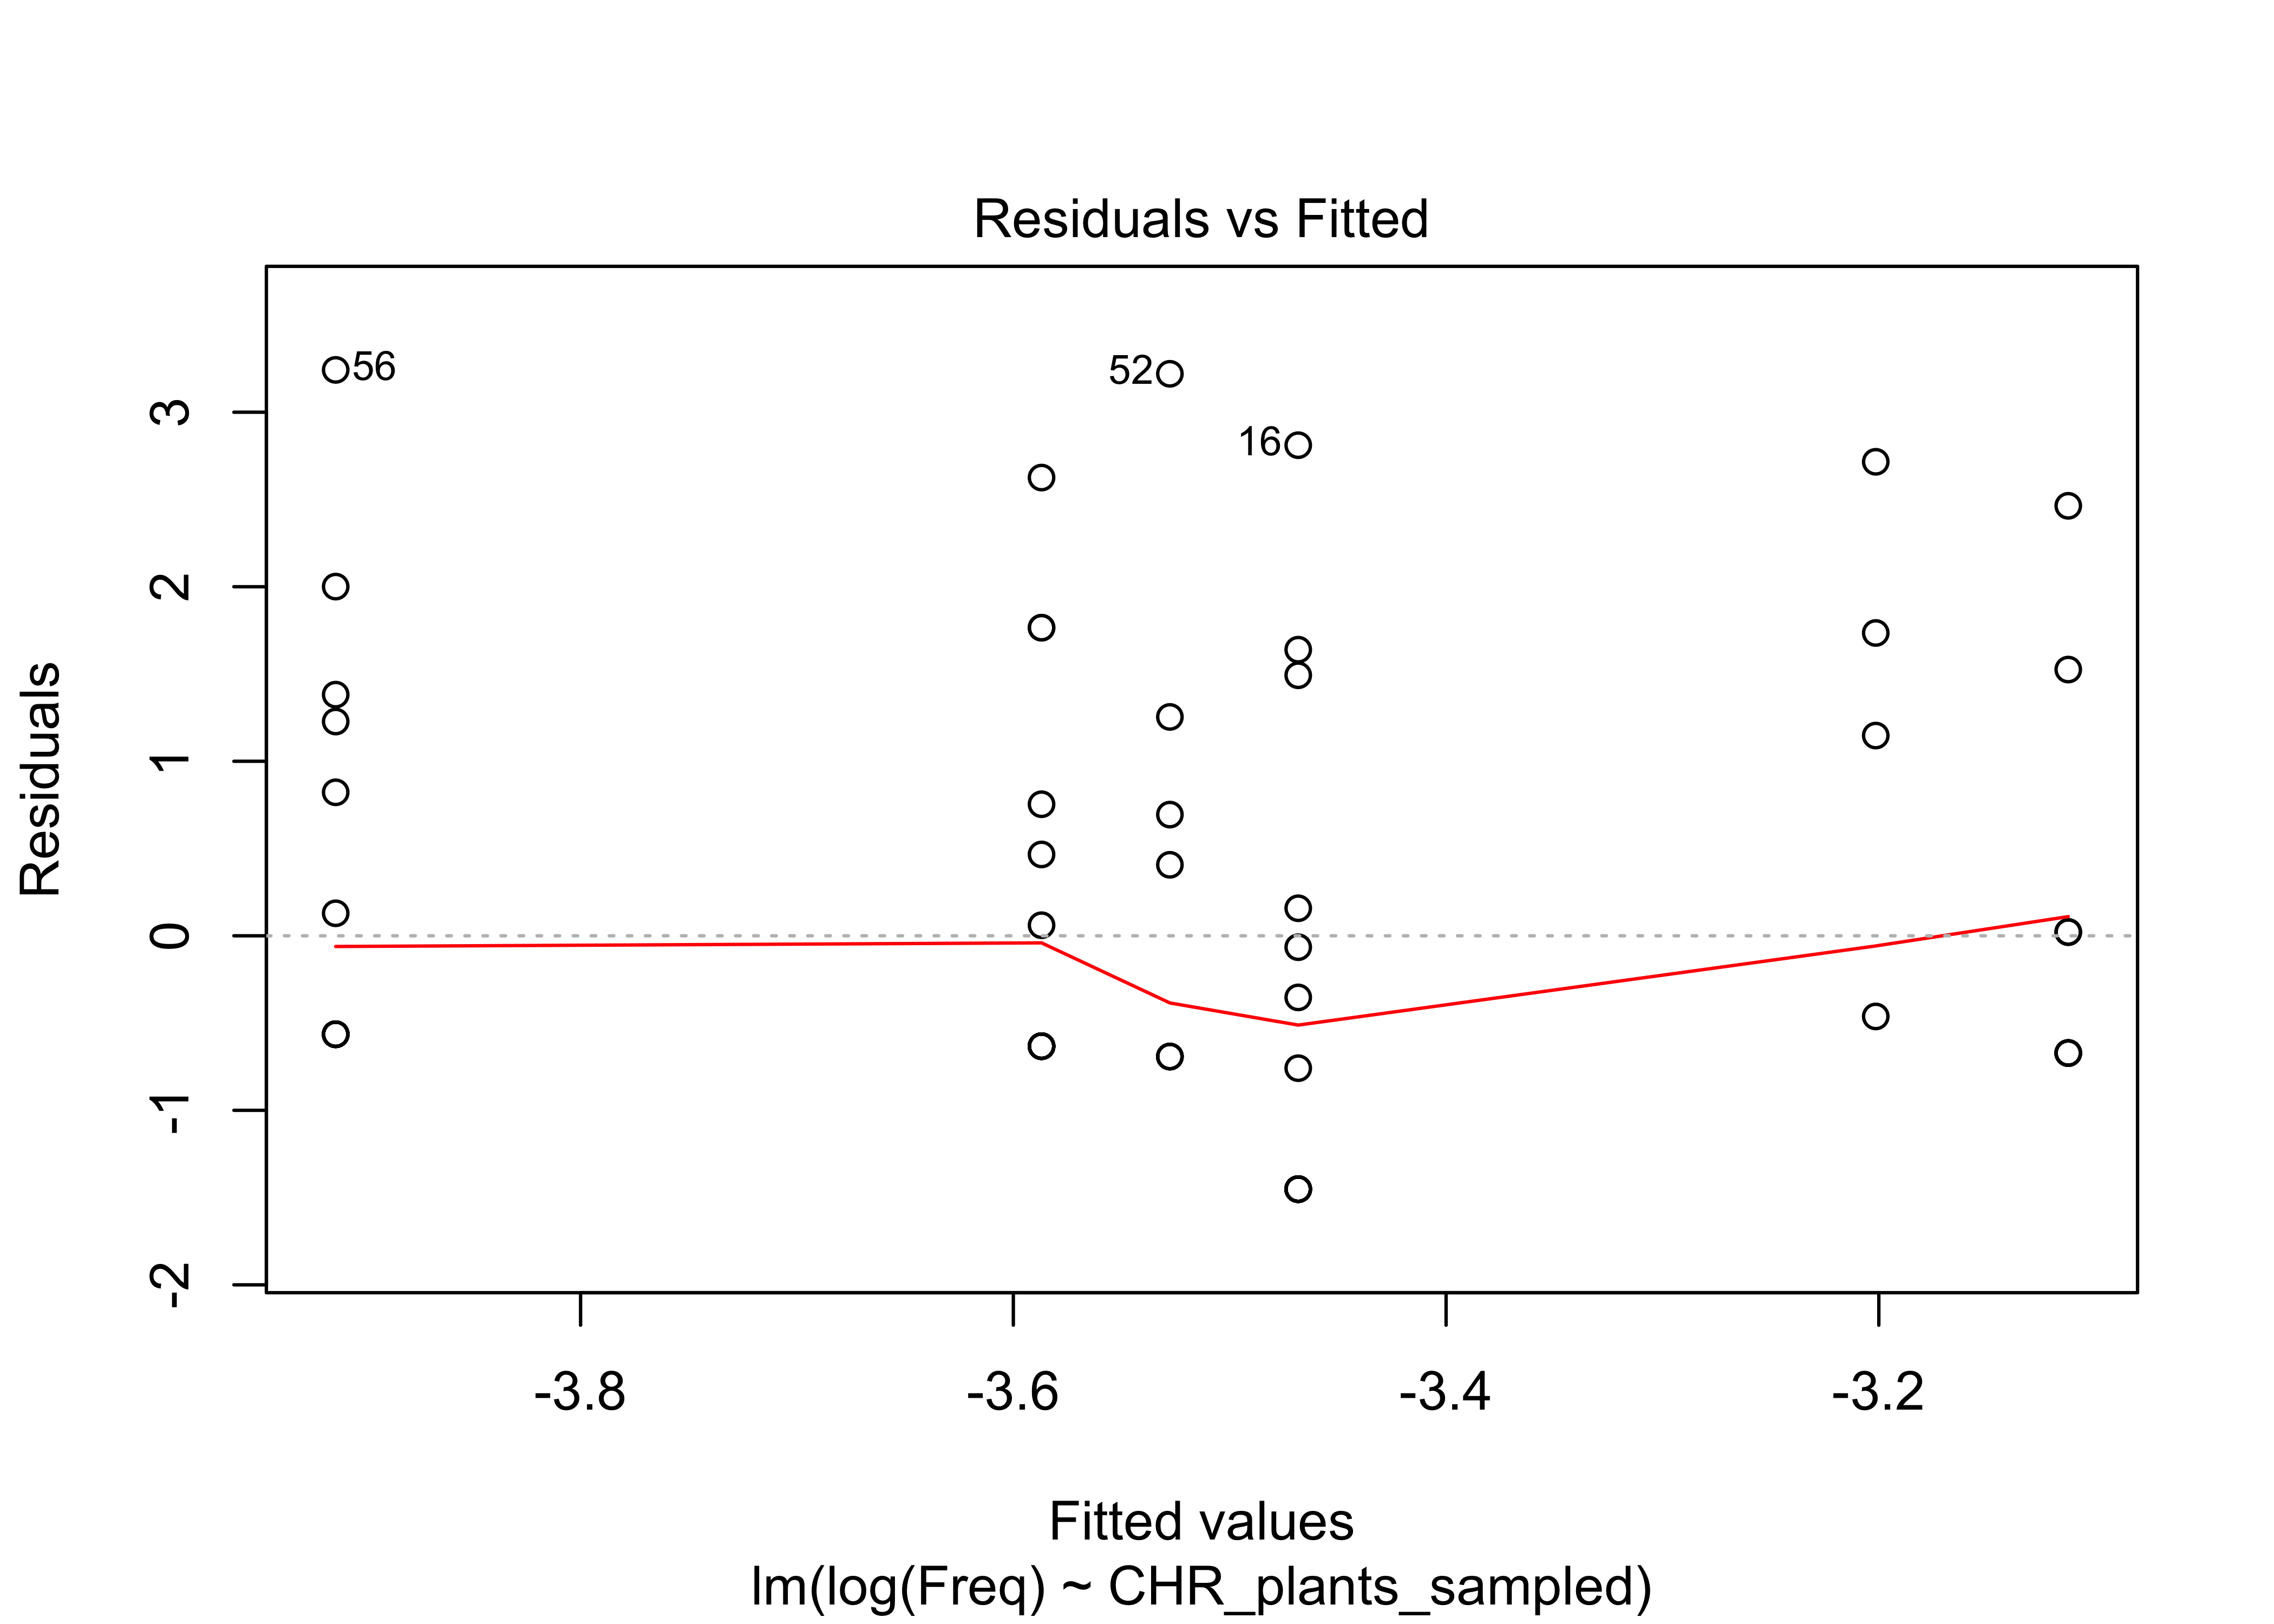 Residuals vs Fitted
56
52
16
3
2
1
0
-1
-2
Residuals
-3.8 -3.6 -3.4 -3.2
Fitted values
lm(log(Freq) ~ CHR_plants_sampled)